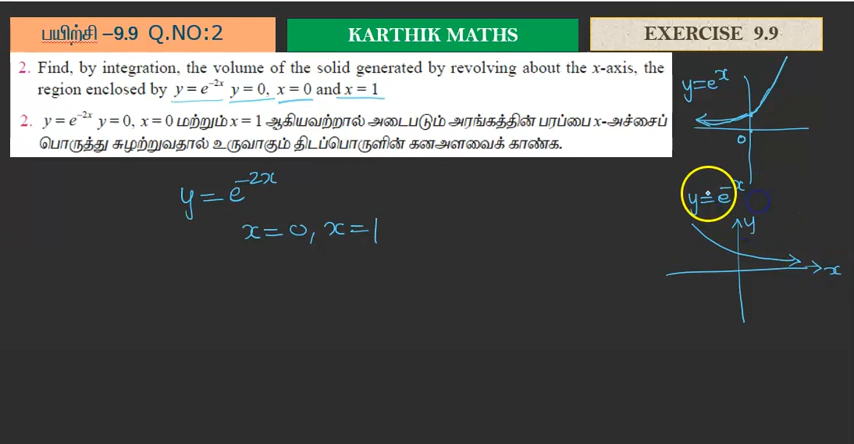 பயிற்சி –9.9 Q.NO:2
KARTHIK MATHS
EXERCISE 9.9
2. Find, by integration, the volume of the solid generated by revolving about the x-axis, the
region enclosed by y = e⁻²ˣ y = 0, x = 0 and x = 1
2. y = e⁻²ˣ y = 0, x = 0 மற்றும் x = 1 ஆகியவற்றால் அடைபடும் அரங்கத்தின் பரப்பை x-அச்சைப்
பொருத்து சுழற்றுவதால் உருவாகும் திடப்பொருளின் கனஅளவைக் காண்க.
y = eˣ
0
y = e⁻²ˣ
x = 0, x = 1
y = e⁻ˣ
y
x